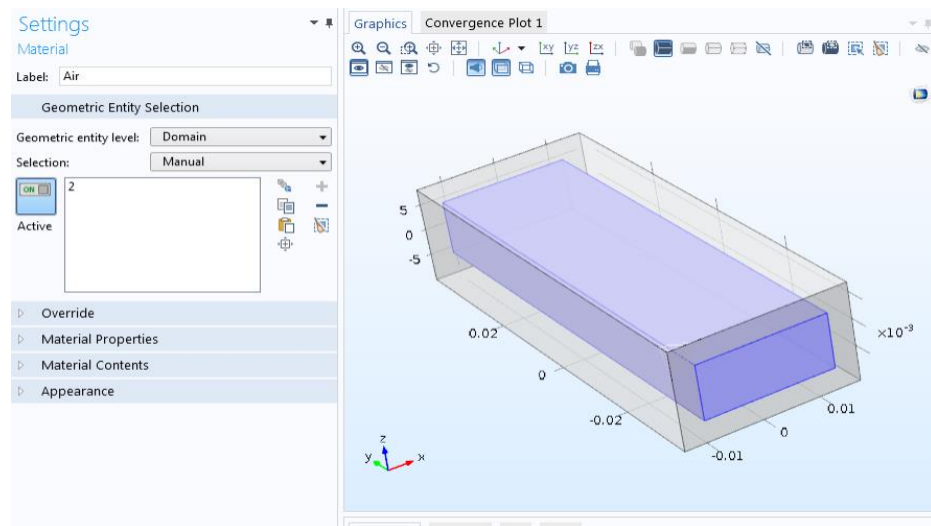 Settings
Material
Label: Air
Geometric Entity Selection
Geometric entity level: Domain
Selection: Manual
ON
2
Active
Override
Material Properties
Material Contents
Appearance
Graphics Convergence Plot 1
xy yz zx
5
0
-5
0.02
0
-0.02
×10⁻³
0.01
0
-0.01
z
y x